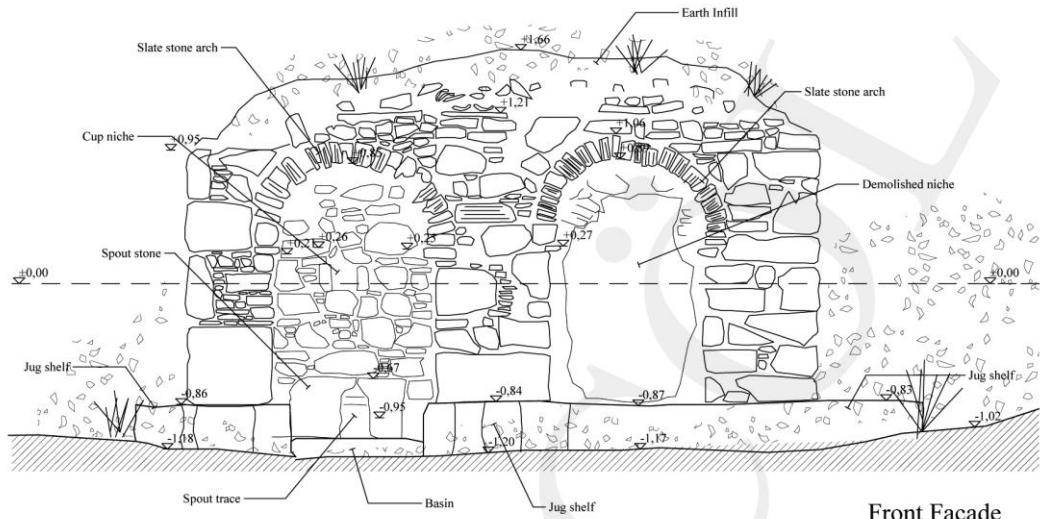 Earth Infill
+1,66
Slate stone arch
Slate stone arch
+1,21
+1,06
Cup niche
-0,95
Demolished niche
+0,26
+0,21
+0,25
+0,27
Spout stone
+0,00
+0,00
-0,67
Jug shelf
Jug shelf
-0,86
-0,84
-0,87
-0,83
-0,95
-1,02
-1,18
-1,20
-1,17
Spout trace
Basin
Jug shelf
Front Facade